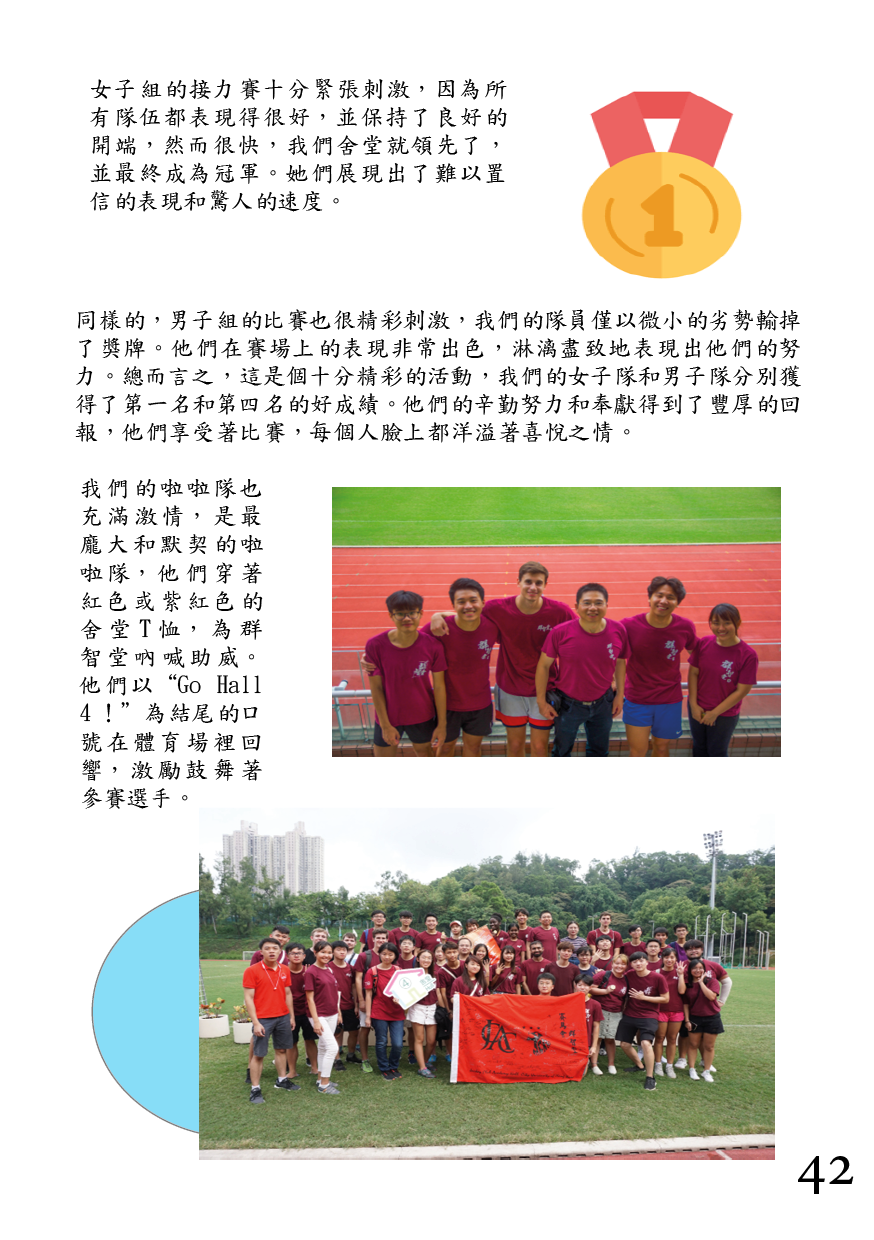 女子組的接力賽十分緊張刺激，因為所
有隊伍都表現得很好，並保持了良好的
開端，然而很快，我們舍堂就領先了，
並最終成為冠軍。她們展現出了難以置
信的表現和驚人的速度。
1
同樣的，男子組的比賽也很精彩刺激，我們的隊員僅以微小的劣勢輸掉
了獎牌。他們在賽場上的表現非常出色，淋漓盡致地表現出他們的努
力。總而言之，這是個十分精彩的活動，我們的女子隊和男子隊分別獲
得了第一名和第四名的好成績。他們的辛勤努力和奉獻得到了豐厚的回
報，他們享受著比賽，每個人臉上都洋溢著喜悅之情。
我們的啦啦隊也
充滿激情，是最
龐大和默契的啦
啦隊，他們穿著
紅色或紫紅色的
舍堂T恤，為群
智堂吶喊助威。
他們以“Go Hall
4！”為結尾的口
號在體育場裡回
響，激勵鼓舞著
參賽選手。
42